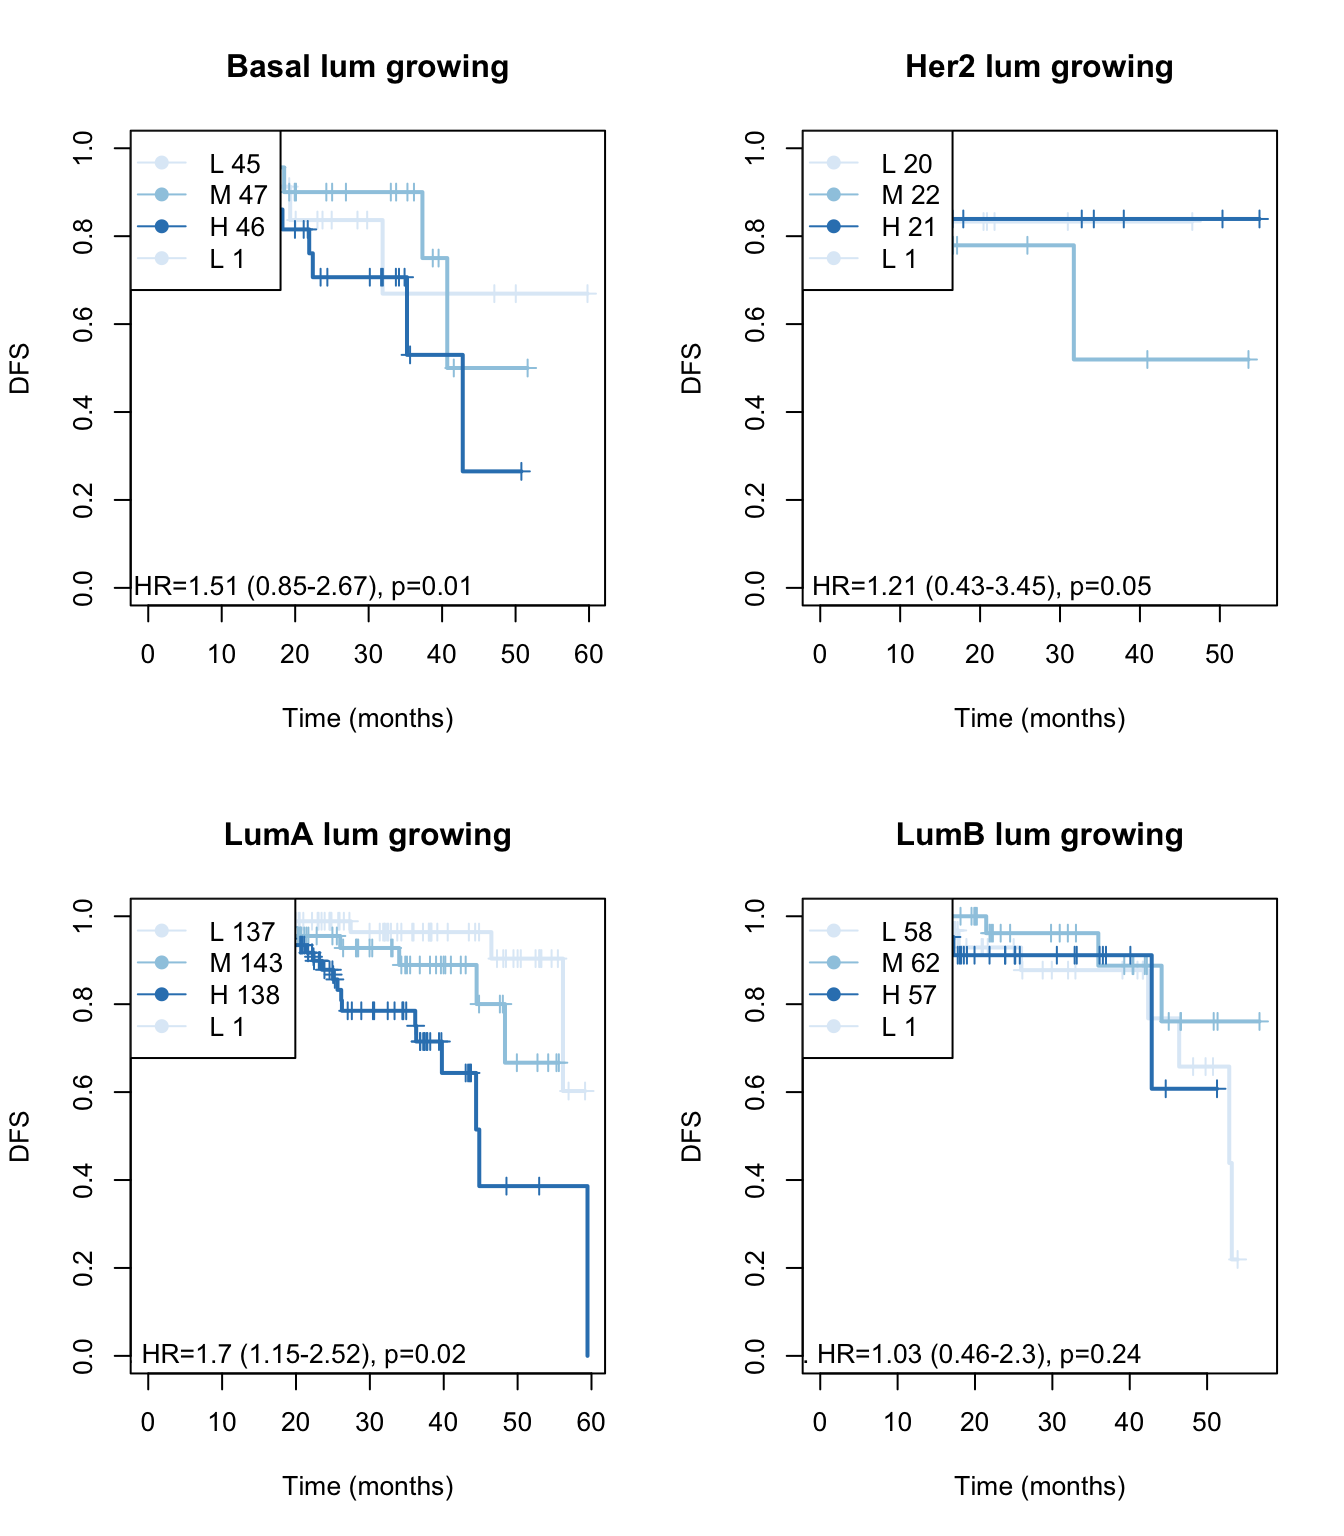 Basal lum growing
L 45
M 47
H 46
L 1
DFS
0.0 0.2 0.4 0.6 0.8 1.0
HR=1.51 (0.85-2.67), p=0.01
0 10 20 30 40 50 60
Time (months)
Her2 lum growing
L 20
M 22
H 21
L 1
DFS
0.0 0.2 0.4 0.6 0.8 1.0
HR=1.21 (0.43-3.45), p=0.05
0 10 20 30 40 50
Time (months)
LumA lum growing
L 137
M 143
H 138
L 1
DFS
0.0 0.2 0.4 0.6 0.8 1.0
HR=1.7 (1.15-2.52), p=0.02
0 10 20 30 40 50 60
Time (months)
LumB lum growing
L 58
M 62
H 57
L 1
DFS
0.0 0.2 0.4 0.6 0.8 1.0
. HR=1.03 (0.46-2.3), p=0.24
0 10 20 30 40 50
Time (months)